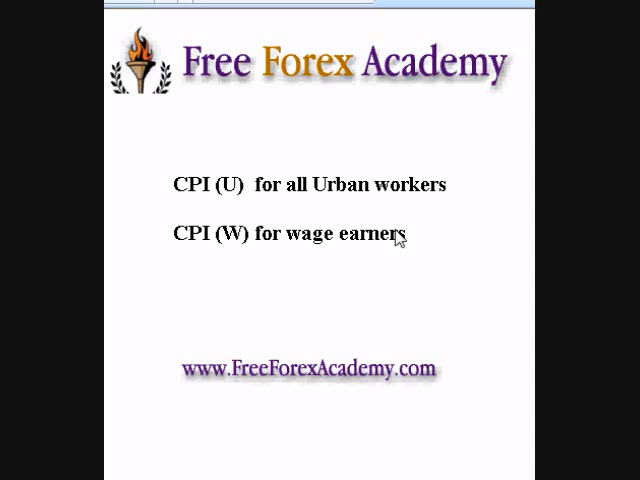 Free Forex Academy
CPI (U) for all Urban workers
CPI (W) for wage earners
www.FreeForexAcademy.com